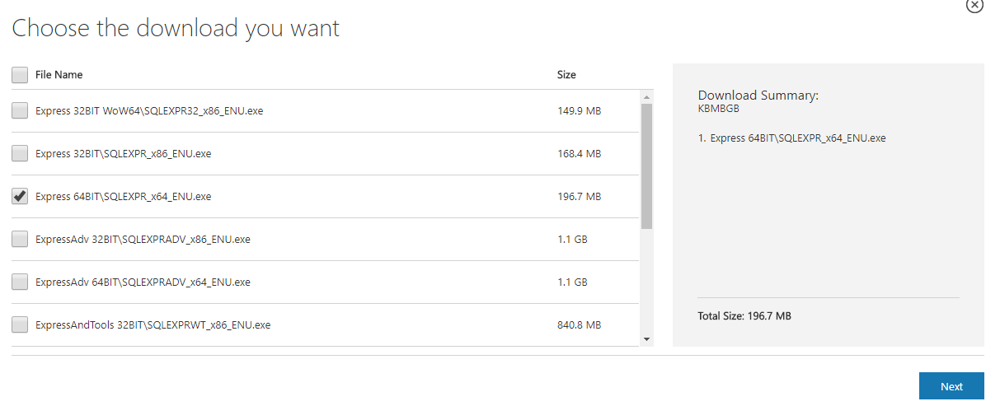 Choose the download you want
File Name Size
Express 32BIT WoW64\SQLEXPR32_x86_ENU.exe 149.9 MB
Express 32BIT\SQLEXPR_x86_ENU.exe 168.4 MB
Express 64BIT\SQLEXPR_x64_ENU.exe 196.7 MB
ExpressAdv 32BIT\SQLEXPRADV_x86_ENU.exe 1.1 GB
ExpressAdv 64BIT\SQLEXPRADV_x64_ENU.exe 1.1 GB
ExpressAndTools 32BIT\SQLEXPRWT_x86_ENU.exe 840.8 MB
Download Summary:
KBMBGB
1. Express 64BIT\SQLEXPR_x64_ENU.exe
Total Size: 196.7 MB
Next